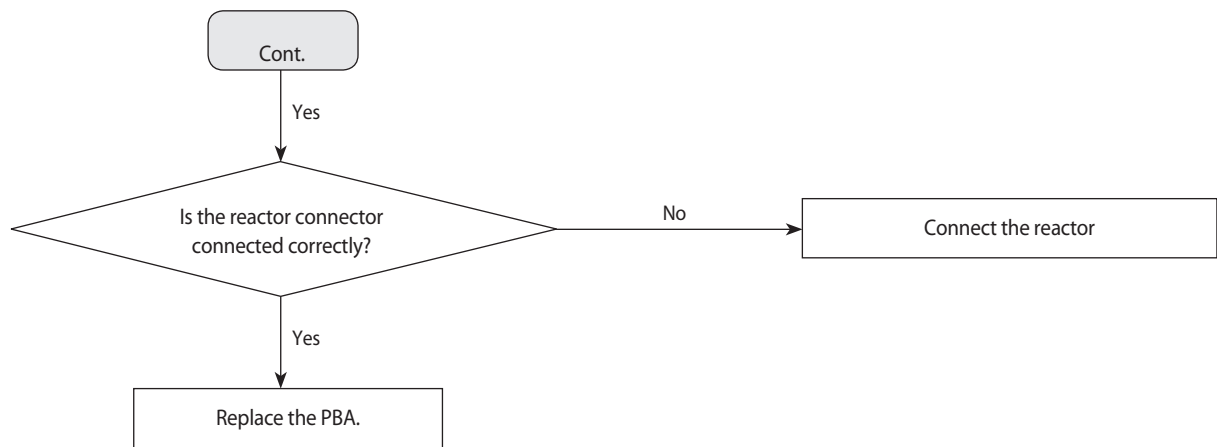 Cont.
Yes
Is the reactor connector
connected correctly?
No
Connect the reactor
Yes
Replace the PBA.